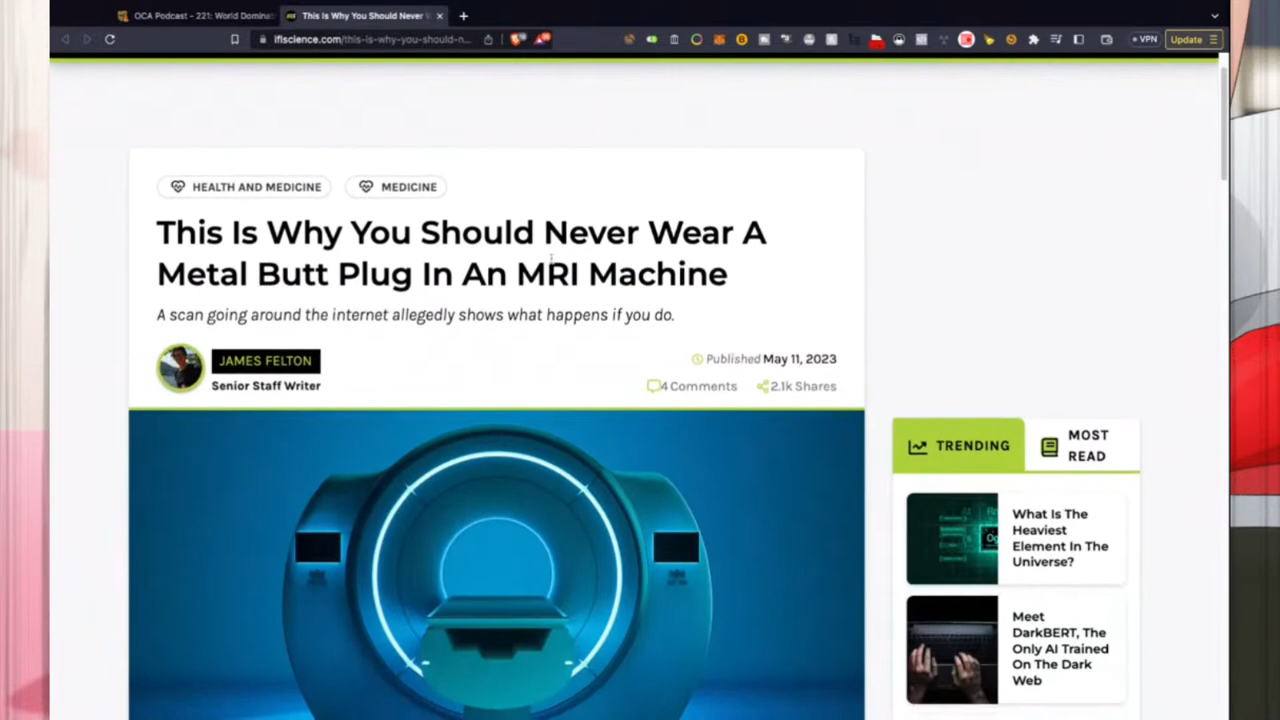 OCA Podcast - 221: World Domina
This Is Why You Should Never
iflscience.com/this-is-why-you-should-n...
VPN
Update
HEALTH AND MEDICINE
MEDICINE
This Is Why You Should Never Wear A
Metal Butt Plug In An MRI Machine
A scan going around the internet allegedly shows what happens if you do.
JAMES FELTON
Senior Staff Writer
Published May 11, 2023
4 Comments
2.1k Shares
TRENDING
MOST
READ
What Is The
Heaviest
Element In The
Universe?
Meet
DarkBERT, The
Only AI Trained
On The Dark
Web